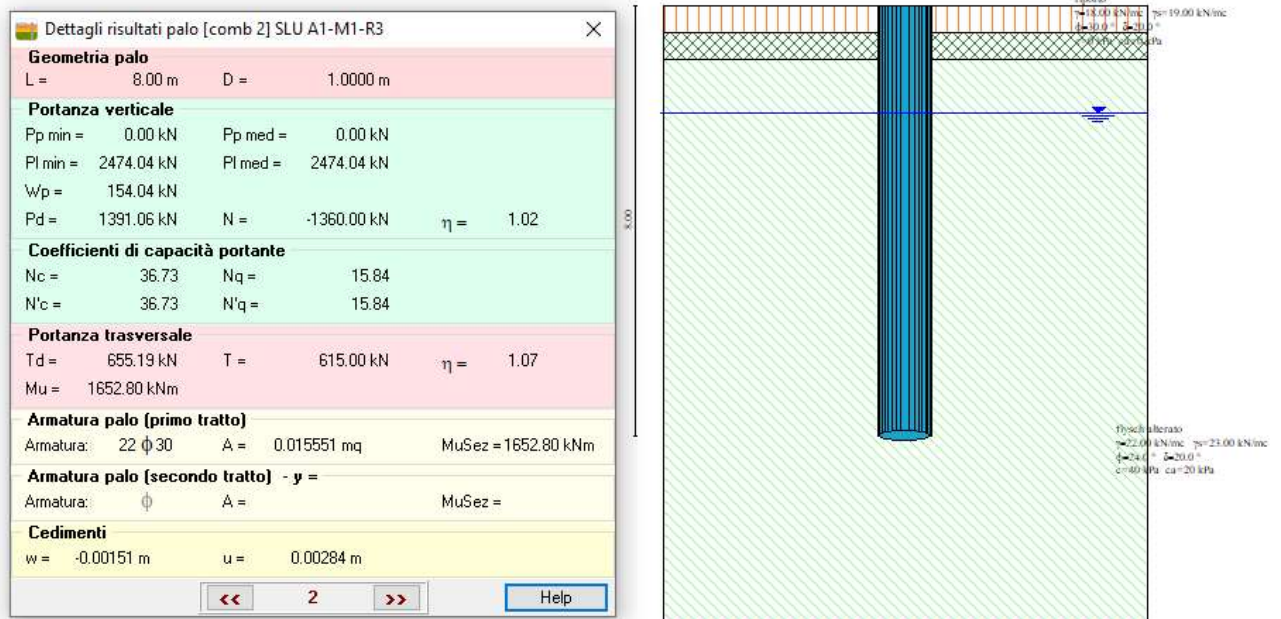 Dettagli risultati palo [comb 2] SLU A1-M1-R3
Geometria palo
L = 8.00 m D = 1.0000 m
Portanza verticale
Pp min = 0.00 kN Pp med = 0.00 kN
Pl min = 2474.04 kN Pl med = 2474.04 kN
Wp = 154.04 kN
Pd = 1391.06 kN N = -1360.00 kN η = 1.02
Coefficienti di capacità portante
Nc = 36.73 Nq = 15.84
N'c = 36.73 N'q = 15.84
Portanza trasversale
Td = 655.19 kN T = 615.00 kN η = 1.07
Mu = 1652.80 kNm
Armatura palo (primo tratto)
Armatura: 22 ϕ 30 A = 0.015551 mq MuSez = 1652.80 kNm
Armatura palo (secondo tratto) - y =
Armatura: ϕ A = MuSez =
Cedimenti
w = -0.00151 m u = 0.00284 m
<< 2 >> Help
8.00
γ=18.00 kN/mc γs=19.00 kN/mc
ϕ=30.0 ° δ=20.0 °
flysch alterato
γ=22.00 kN/mc γs=23.00 kN/mc
ϕ=24.0 ° δ=20.0 °
c=40 kPa ca=20 kPa